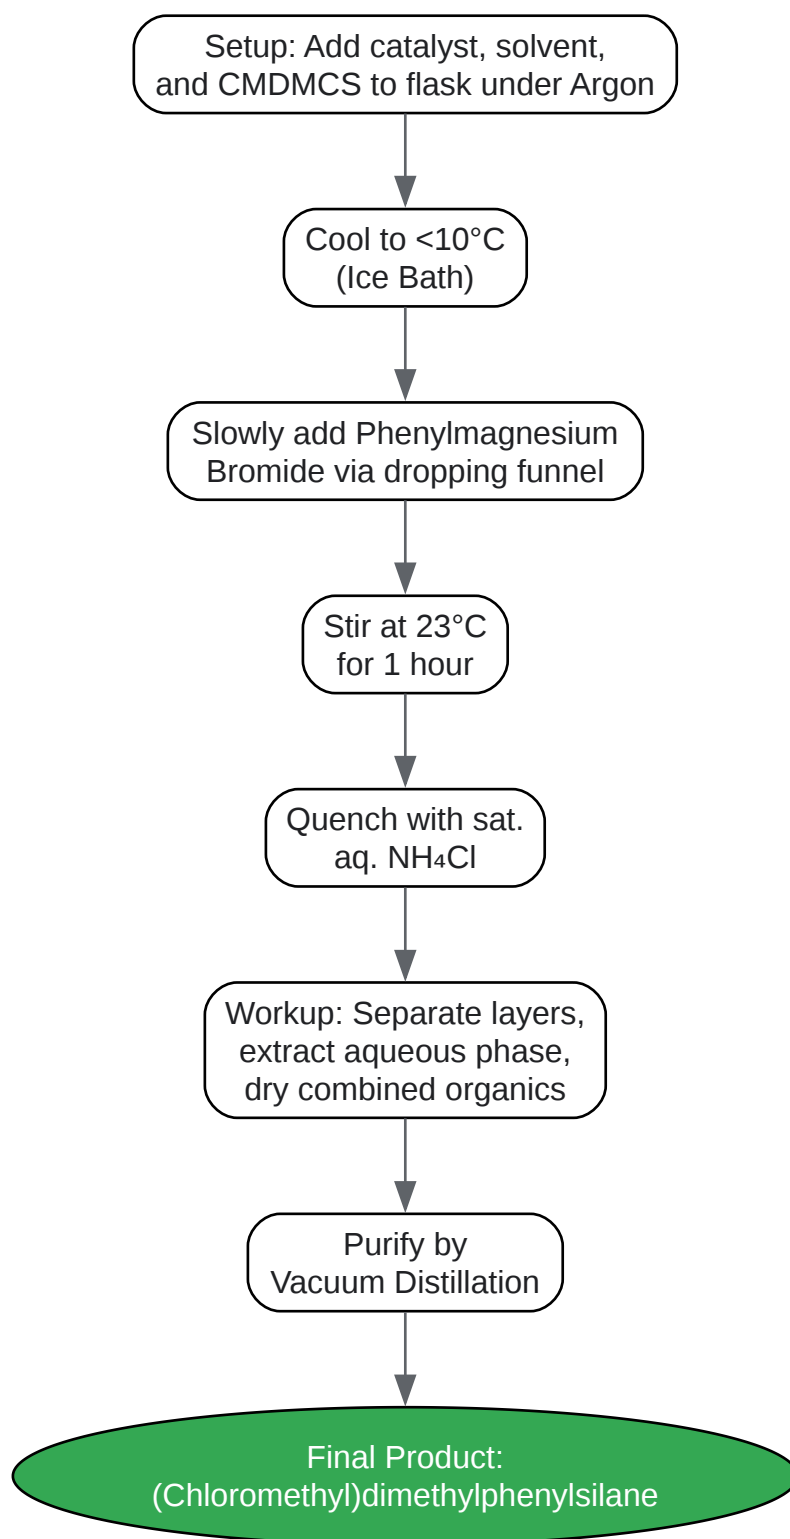 Setup: Add catalyst, solvent,
and CMDMCS to flask under Argon
Cool to <10°C
(Ice Bath)
Slowly add Phenylmagnesium
Bromide via dropping funnel
Stir at 23°C
for 1 hour
Quench with sat.
aq. NH₄Cl
Workup: Separate layers,
extract aqueous phase,
dry combined organics
Purify by
Vacuum Distillation
Final Product:
(Chloromethyl)dimethylphenylsilane